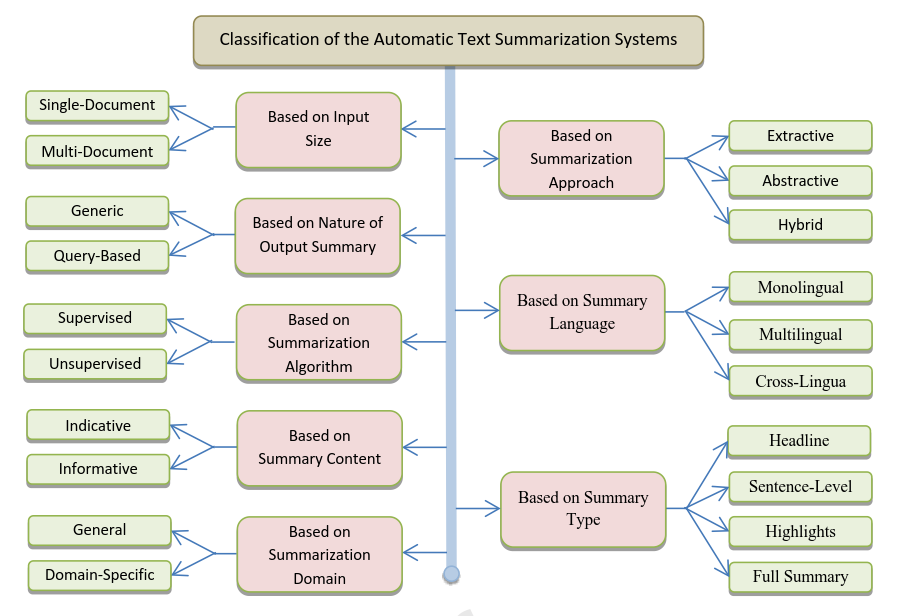 Classification of the Automatic Text Summarization Systems
Single-Document
Multi-Document
Based on Input
Size
Generic
Query-Based
Based on Nature of
Output Summary
Supervised
Unsupervised
Based on
Summarization
Algorithm
Indicative
Informative
Based on
Summary Content
General
Domain-Specific
Based on
Summarization
Domain
Based on
Summarization
Approach
Extractive
Abstractive
Hybrid
Based on Summary
Language
Monolingual
Multilingual
Cross-Lingua
Based on Summary
Type
Headline
Sentence-Level
Highlights
Full Summary